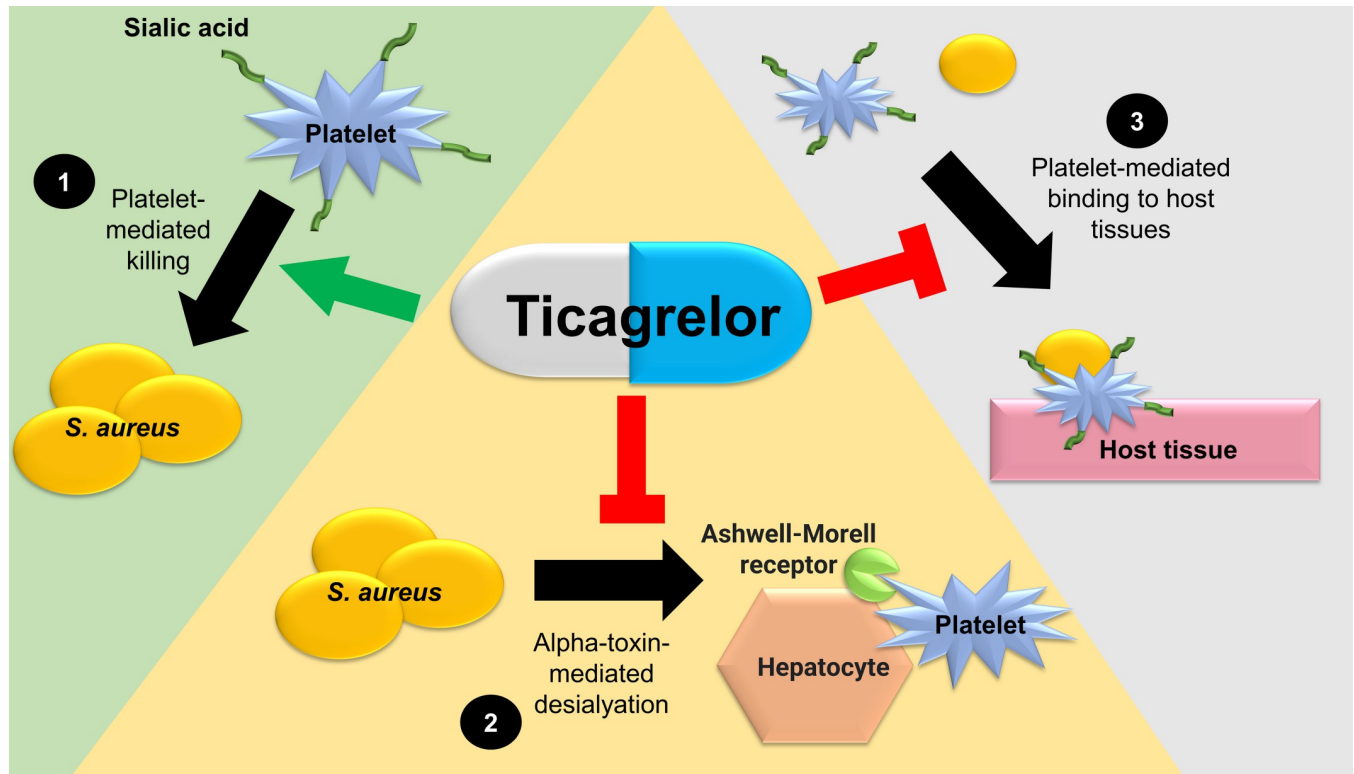 Sialic acid
Platelet
1
Platelet-
mediated
killing
S. aureus
Ticagrelor
3
Platelet-mediated
binding to host
tissues
Host tissue
S. aureus
Alpha-toxin-
mediated
desialyation
2
Ashwell-Morell
receptor
Hepatocyte
Platelet